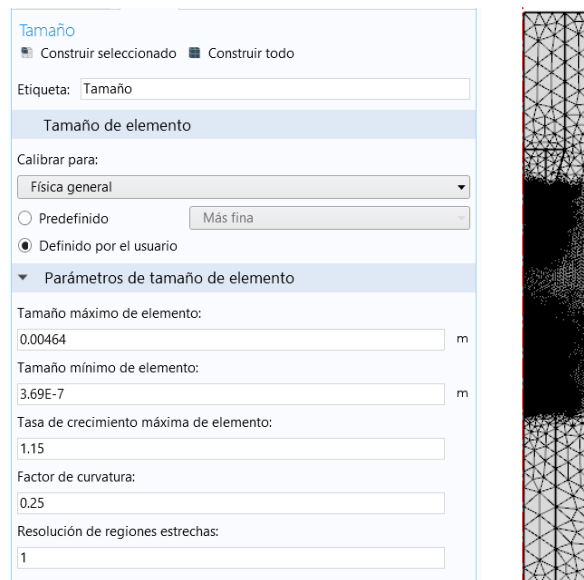 Tamaño
Construir seleccionado Construir todo
Etiqueta: Tamaño
Tamaño de elemento
Calibrar para:
Física general
Predefinido Más fina
Definido por el usuario
Parámetros de tamaño de elemento
Tamaño máximo de elemento:
0.00464 m
Tamaño mínimo de elemento:
3.69E-7 m
Tasa de crecimiento máxima de elemento:
1.15
Factor de curvatura:
0.25
Resolución de regiones estrechas:
1